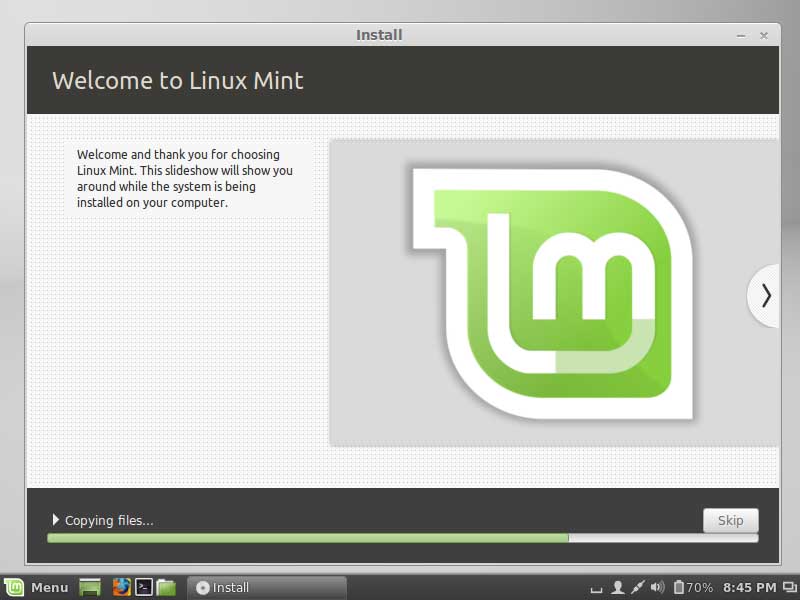 Install
Welcome to Linux Mint
Welcome and thank you for choosing
Linux Mint. This slideshow will show you
around while the system is being
installed on your computer.
Copying files...
Skip
Menu
Install
70%
8:45 PM